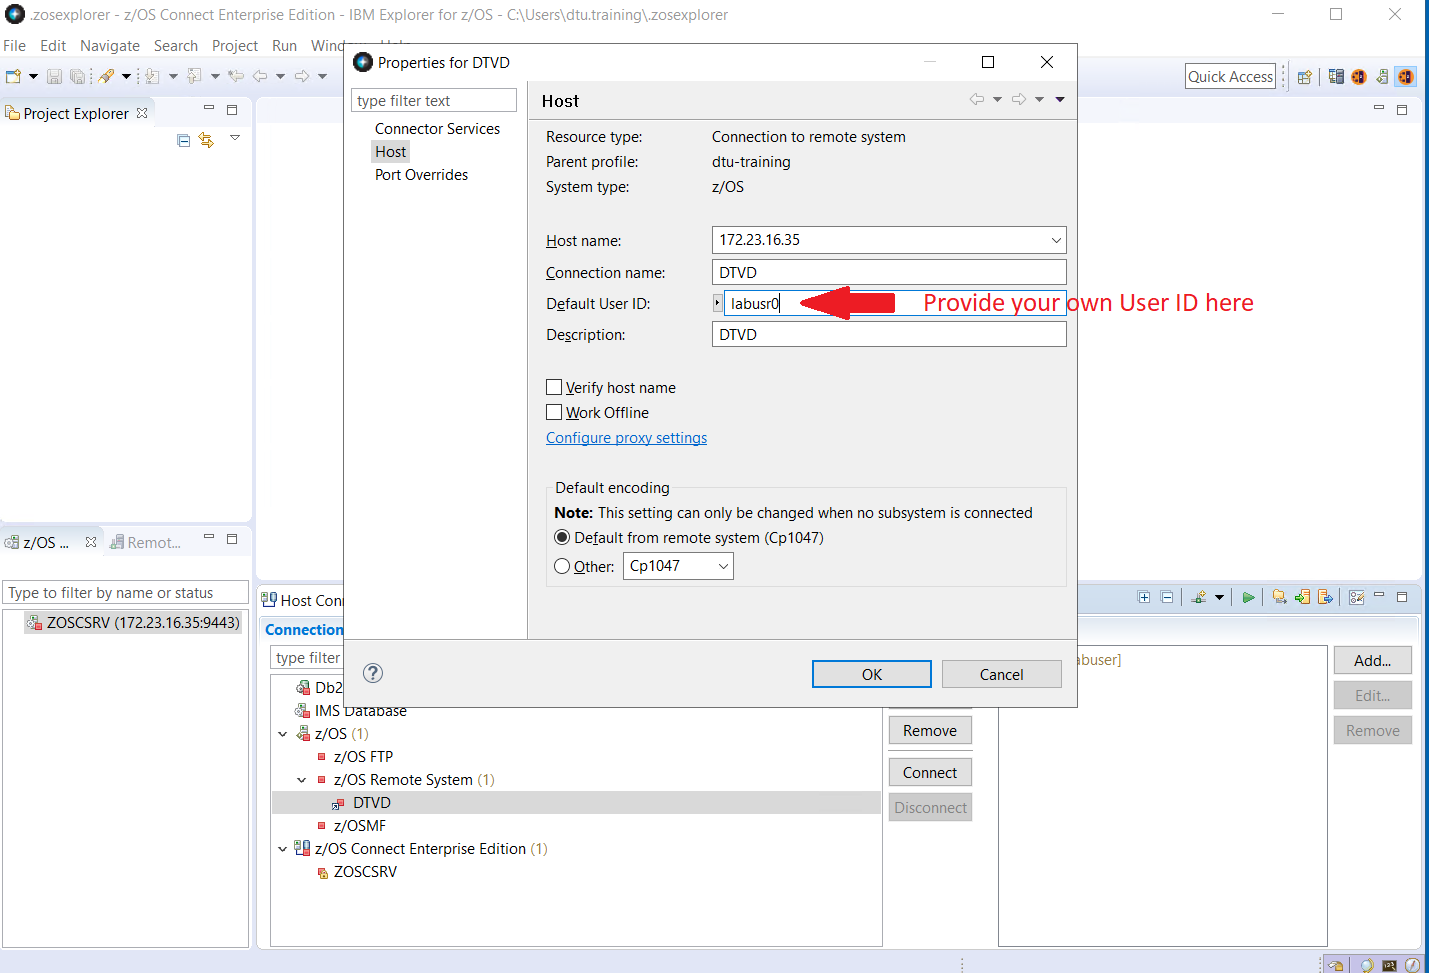 .zosexplorer - z/OS Connect Enterprise Edition - IBM Explorer for z/OS - C:\Users\dtu.training\.zosexplorer
File Edit Navigate Search Project Run
Quick Access
Project Explorer
Properties for DTVD
type filter text
Connector Services
Host
Port Overrides
Host
Resource type: Connection to remote system
Parent profile: dtu-training
System type: z/OS
Host name: 172.23.16.35
Connection name: DTVD
Default User ID: labusr0
Provide your own User ID here
Description: DTVD
Verify host name
Work Offline
Configure proxy settings
Default encoding
Note: This setting can only be changed when no subsystem is connected
Default from remote system (Cp1047)
Other: Cp1047
OK Cancel
z/OS ... Remot...
Type to filter by name or status
ZOSCSRV (172.23.16.35:9443)
Host Con
Connection
type filter
Db2
IMS Database
z/OS (1)
z/OS FTP
z/OS Remote System (1)
DTVD
z/OSMF
z/OS Connect Enterprise Edition (1)
ZOSCSRV
Remove
Connect
Disconnect
abuser]
Add...
Edit...
Remove